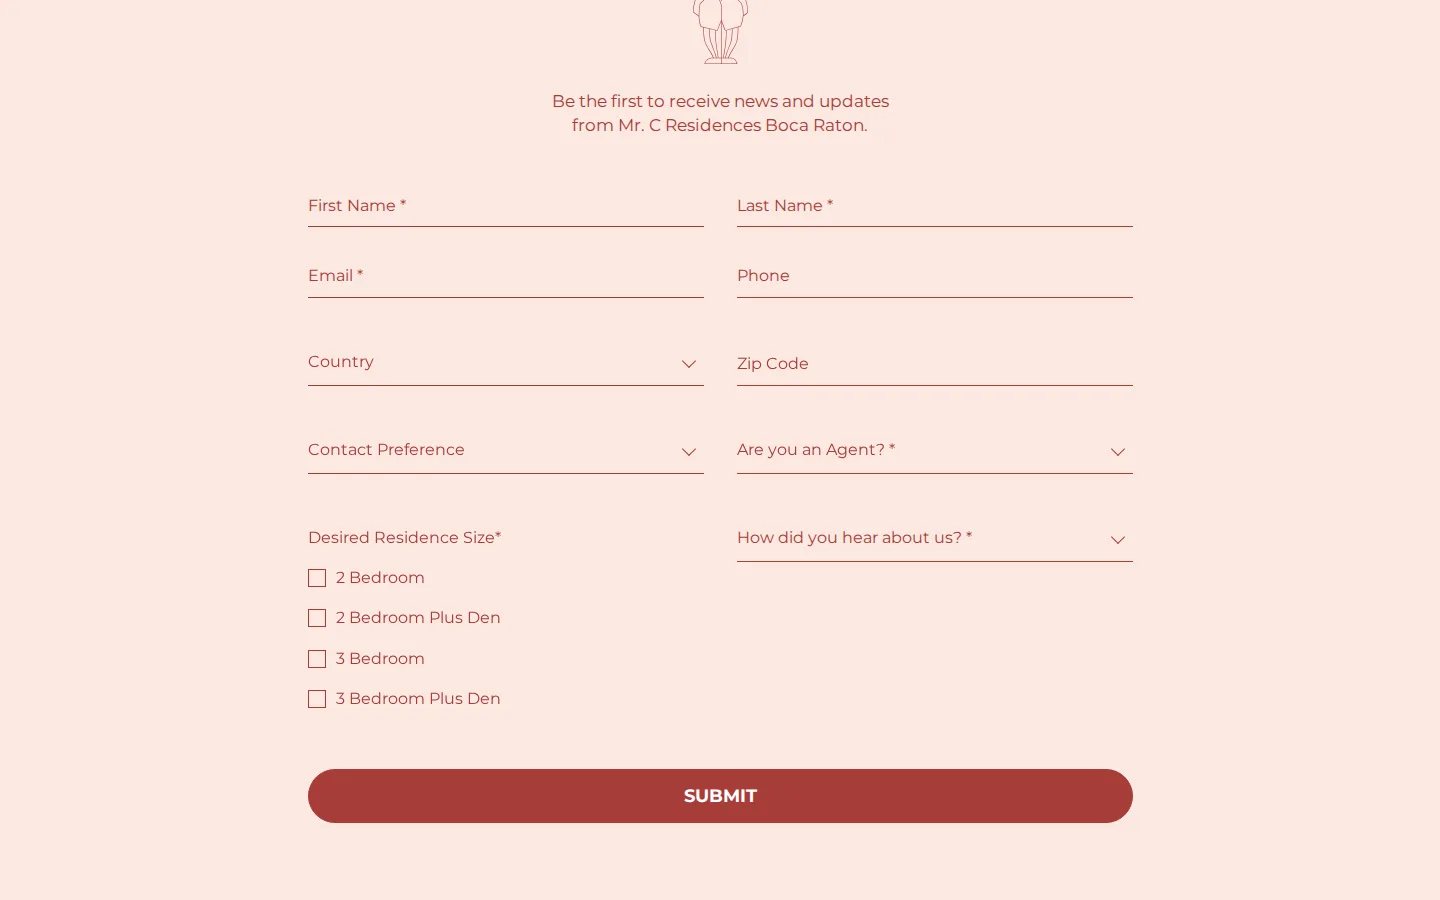 Be the first to receive news and updates
from Mr. C Residences Boca Raton.
First Name *
Last Name *
Email *
Phone
Country
Zip Code
Contact Preference
Are you an Agent? *
Desired Residence Size*
How did you hear about us? *
2 Bedroom
2 Bedroom Plus Den
3 Bedroom
3 Bedroom Plus Den
SUBMIT